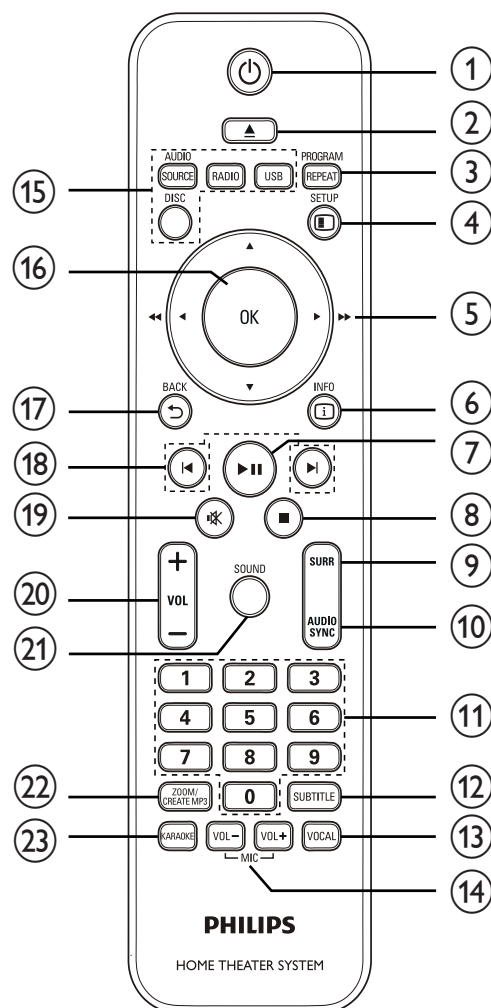 1
2
AUDIO
PROGRAM
SOURCE
RADIO
USB
REPEAT
3
15
DISC
SETUP
4
16
OK
5
BACK
INFO
17
i
6
7
18
19
8
+
SURR
9
SOUND
20
VOL
−
AUDIO
SYNC
10
21
1 2 3
4 5 6
11
7 8 9
22
ZOOM/
CREATE MP3
0
SUBTITLE
12
23
KARAOKE
VOL−
VOL+
VOCAL
13
MIC
14
PHILIPS
HOME THEATER SYSTEM